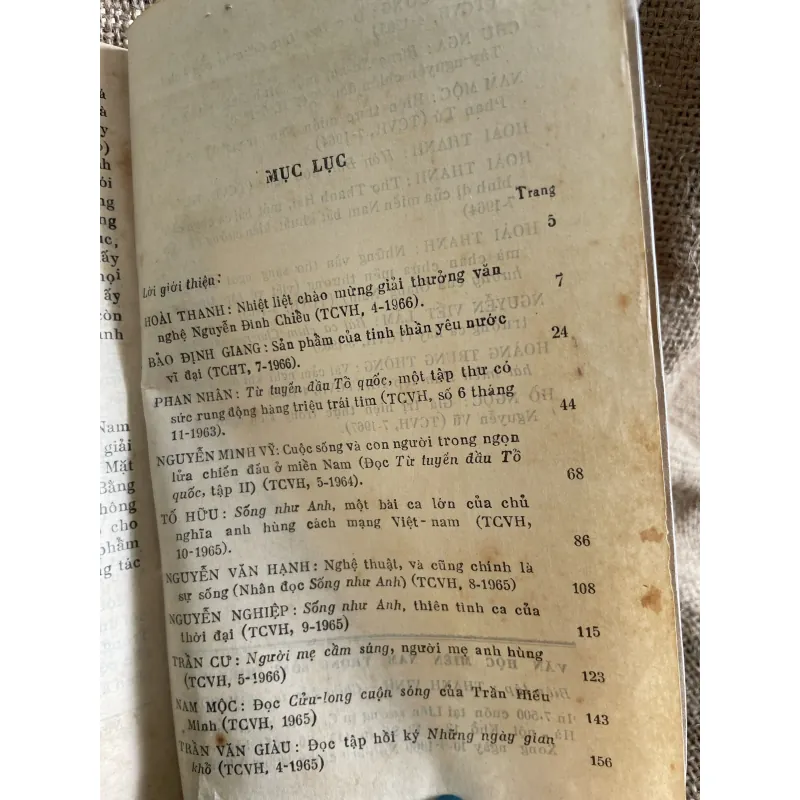 MỤC LỤC
Trang
Lời giới thiệu: 5
HOÀI THANH: Nhiệt liệt chào mừng giải thưởng văn
nghệ Nguyễn Đình Chiểu (TCVH, 4-1966). 7
BẢO ĐỊNH GIANG: Sản phẩm của tinh thần yêu nước
vĩ đại (TCHT, 7-1966). 24
PHAN NHÂN: Từ tuyến đầu Tổ quốc, một tập thư có
sức rung động hàng triệu trái tim (TCVH, số 6 tháng
11-1963). 44
NGUYỄN MINH VỸ: Cuộc sống và con người trong ngọn
lửa chiến đấu ở miền Nam (Đọc Từ tuyến đầu Tổ
quốc, tập II) (TCVH, 5-1964). 68
TỐ HỮU: Sống như Anh, một bài ca lớn của chủ
nghĩa anh hùng cách mạng Việt-nam (TCVH,
10-1965). 86
NGUYỄN VĂN HẠNH: Nghệ thuật, và cũng chính là
sự sống (Nhân đọc Sống như Anh) (TCVH, 8-1965) 108
NGUYỄN NGHIỆP: Sống như Anh, thiên tình ca của
thời đại (TCVH, 9-1965) 115
TRẦN CƯ: Người mẹ cầm súng, người mẹ anh hùng
(TCVH, 5-1966) 123
NAM MỘC: Đọc Cửu-long cuộn sóng của Trần Hiếu
Minh (TCVH, 1965) 143
TRẦN VĂN GIÀU: Đọc tập hồi ký Những ngày gian
khổ (TCVH, 4-1965) 156